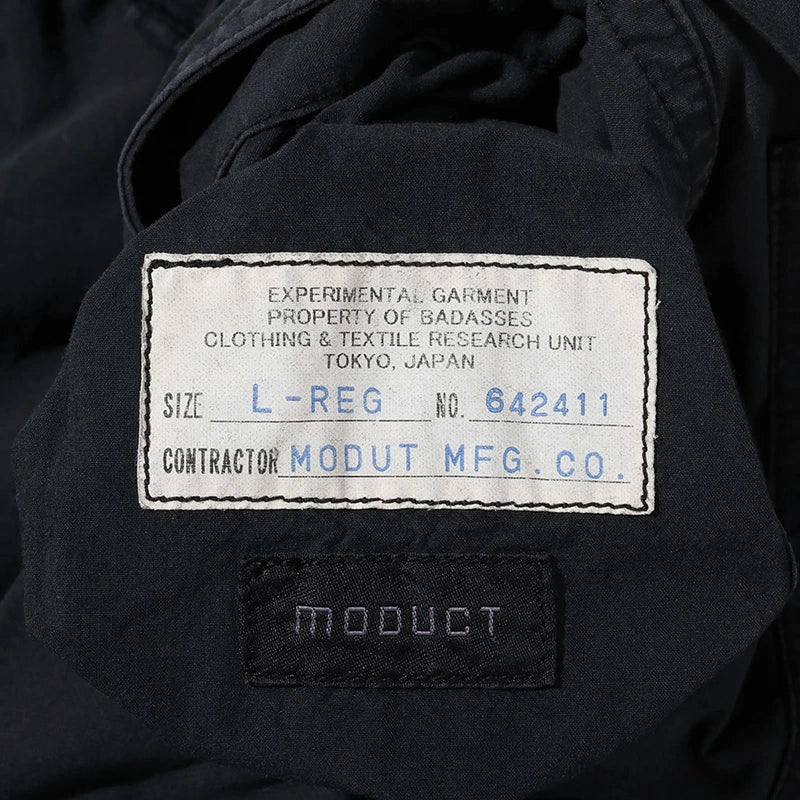 EXPERIMENTAL GARMENT
PROPERTY OF BADASSES
CLOTHING & TEXTILE RESEARCH UNIT
TOKYO, JAPAN
SIZE L-REG NO. 642411
CONTRACTOR MODUT MFG.CO.
MODUCT